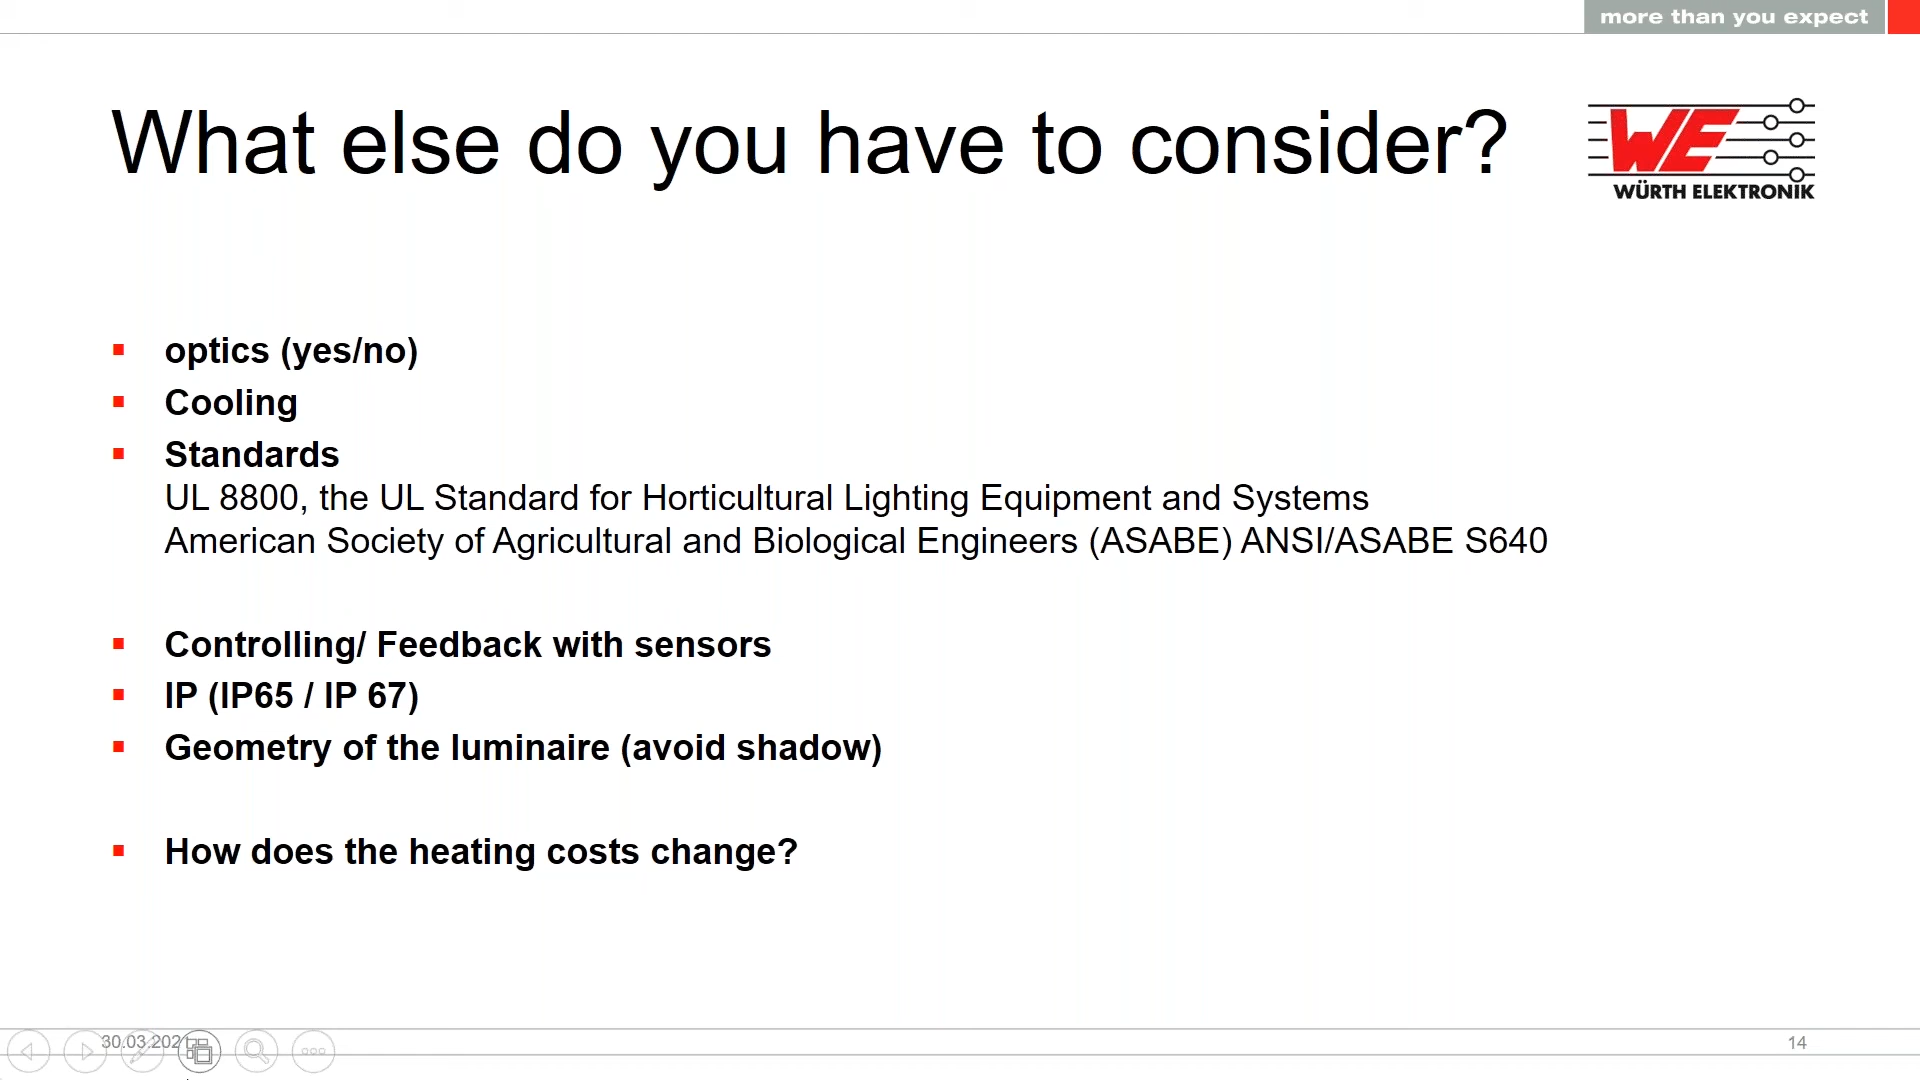 more than you expect
What else do you have to consider?
WE
WÜRTH ELEKTRONIK
optics (yes/no)
Cooling
Standards
UL 8800, the UL Standard for Horticultural Lighting Equipment and Systems
American Society of Agricultural and Biological Engineers (ASABE) ANSI/ASABE S640
Controlling/ Feedback with sensors
IP (IP65 / IP 67)
Geometry of the luminaire (avoid shadow)
How does the heating costs change?
14